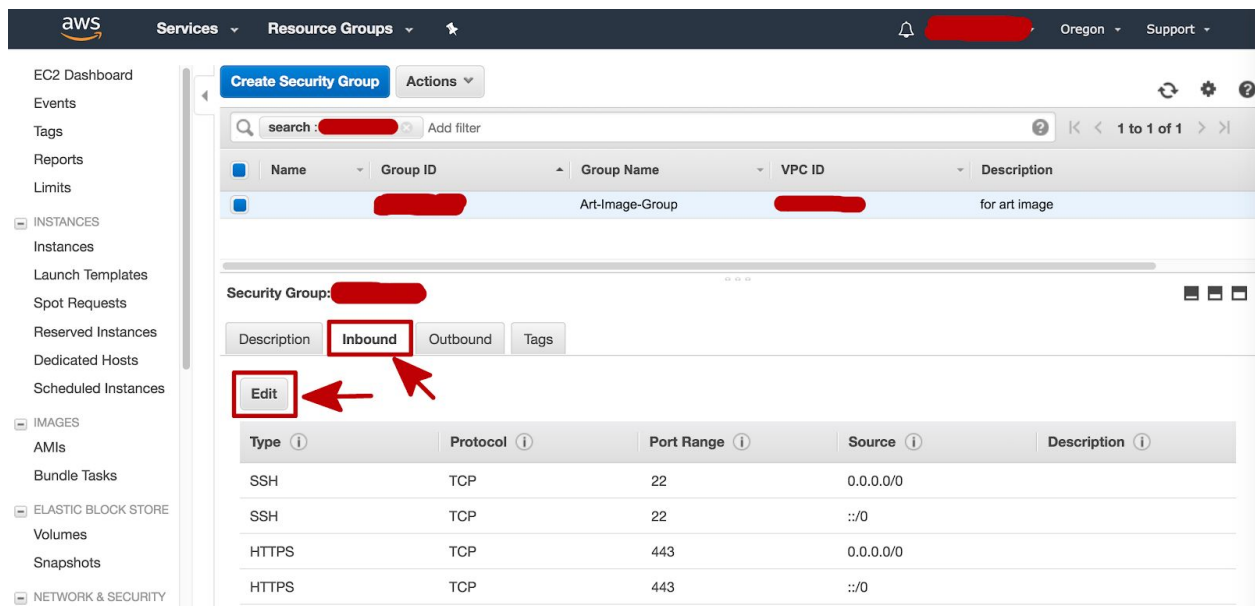 aws Services Resource Groups Oregon Support
EC2 Dashboard
Events
Tags
Reports
Limits
INSTANCES
Instances
Launch Templates
Spot Requests
Reserved Instances
Dedicated Hosts
Scheduled Instances
IMAGES
AMIs
Bundle Tasks
ELASTIC BLOCK STORE
Volumes
Snapshots
NETWORK & SECURITY
Create Security Group Actions
search : Add filter 1 to 1 of 1
Name Group ID Group Name VPC ID Description
Art-Image-Group for art image
Security Group:
Description Inbound Outbound Tags
Edit
Type Protocol Port Range Source Description
SSH TCP 22 0.0.0.0/0
SSH TCP 22 ::/0
HTTPS TCP 443 0.0.0.0/0
HTTPS TCP 443 ::/0